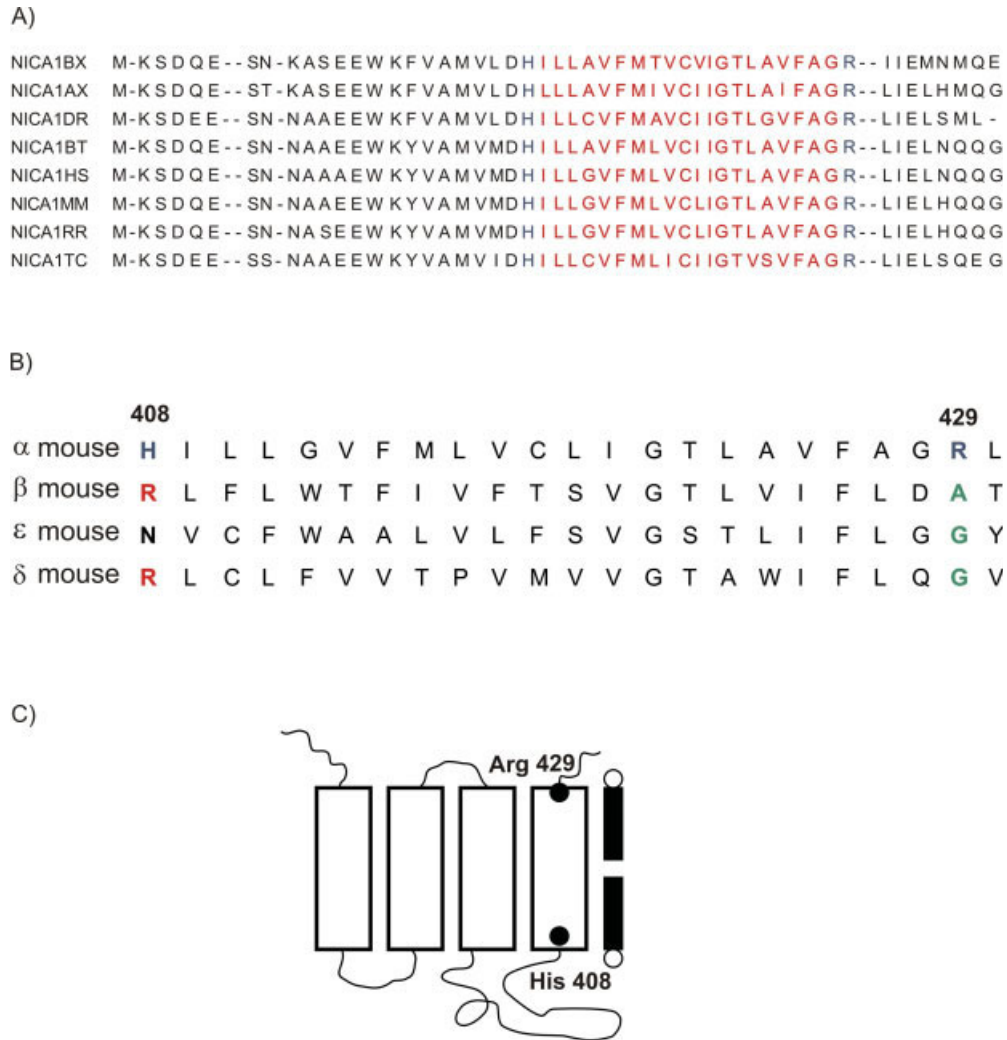 A)
NICA1BX M-KSDQE--SN-KASEEWKFVAMVLDHILLAVFMTVCVIGTLAVFAGR--IIEMNMQE
NICA1AX M-KSDQE--ST-KASEEWKFVAMVLDHLLLAVFMIVCIIGTLAIFAGR--LIELHMQG
NICA1DR M-KSDEE--SN-NAAEEWKFVAMVLDHILLCVFMAVCIIGTLGVFAGR--LIELSML-
NICA1BT M-KSDQE--SN-NAAEEWKYVAMVMDHILLAVFMLVCIIGTLAVFAGR--LIELNQQG
NICA1HS M-KSDQE--SN-NAAAEWKYVAMVMDHILLGVFMLVCIIGTLAVFAGR--LIELNQQG
NICA1MM M-KSDQE--SN-NAAEEWKYVAMVMDHILLGVFMLVCLIGTLAVFAGR--LIELHQQG
NICA1RR M-KSDQE--SN-NAAEEWKYVAMVMDHILLGVFMLVCLIGTLAVFAGR--LIELHQQG
NICA1TC M-KSDEE--SS-NAAEEWKYVAMVIDHILLCVFMLICIIGTVSVFAGR--LIELSQEG
B)
408 429
α mouse H I L L G V F M L V C L I G T L A V F A G R L
β mouse R L F L W T F I V F T S V G T L V I F L D A T
ε mouse N V C F W A A L V L F S V G S T L I F L G G Y
δ mouse R L C L F V V T P V M V V G T A W I F L Q G V
C)
Arg 429
His 408